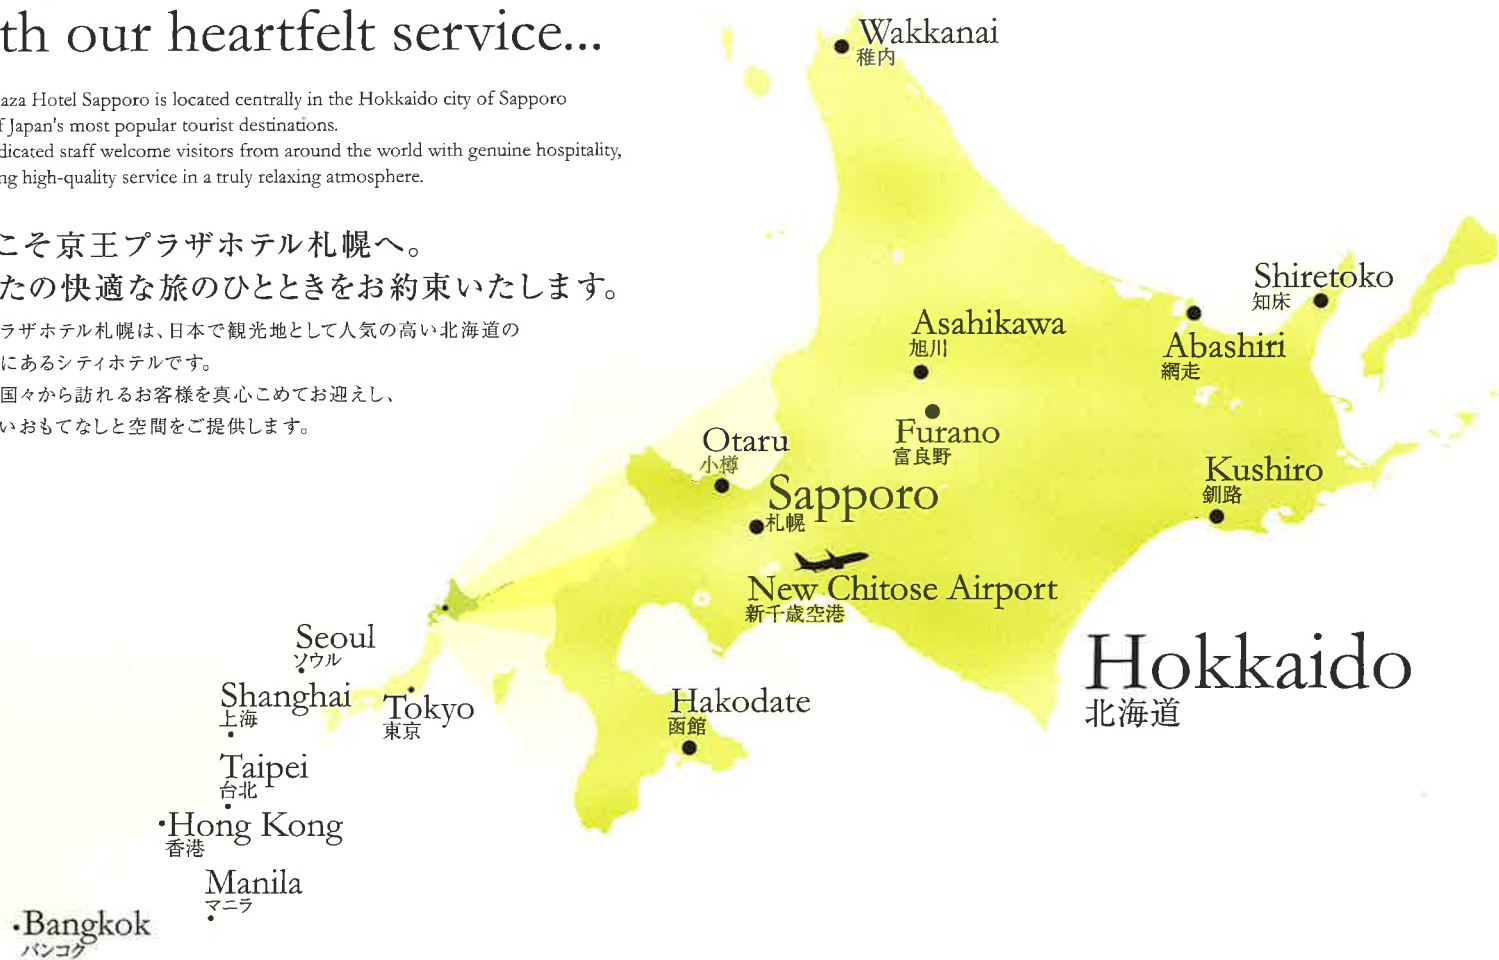 th our heartfelt service...
aza Hotel Sapporo is located centrally in the Hokkaido city of Sapporo
f Japan's most popular tourist destinations.
dicated staff welcome visitors from around the world with genuine hospitality,
ng high-quality service in a truly relaxing atmosphere.
こそ京王プラザホテル札幌へ。
たの快適な旅のひとときをお約束いたします。
ラザホテル札幌は、日本で観光地として人気の高い北海道の
にあるシティホテルです。
国々から訪れるお客様を真心こめてお迎えし、
いおもてなしと空間をご提供します。
Wakkanai
稚内
Shiretoko
知床
Abashiri
網走
Asahikawa
旭川
Furano
富良野
Kushiro
釧路
Otaru
小樽
Sapporo
札幌
New Chitose Airport
新千歳空港
Hokkaido
北海道
Hakodate
函館
Seoul
ソウル
Shanghai
上海
Tokyo
東京
Taipei
台北
Hong Kong
香港
Manila
マニラ
Bangkok
バンコク